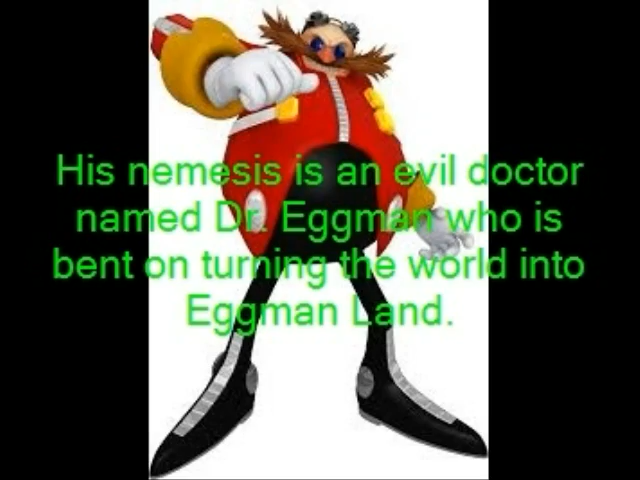 His nemesis is an evil doctor
named Dr. Eggman who is
bent on turning the world into
Eggman Land.